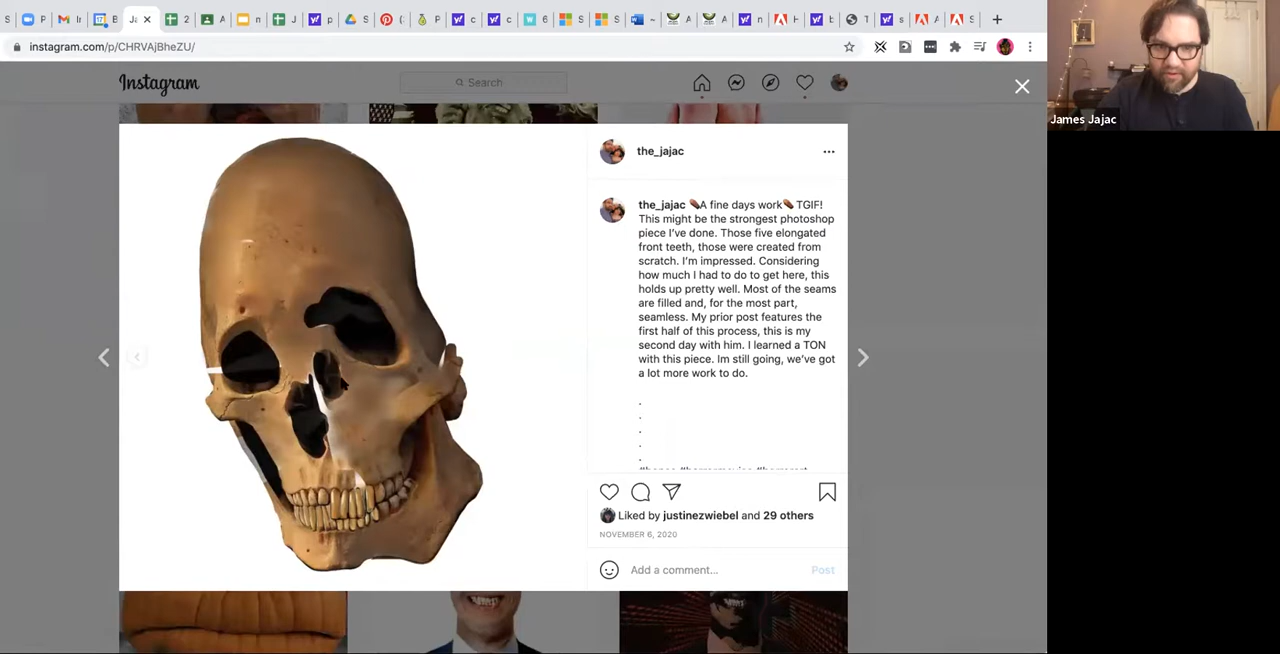 S
P
Ir
B
Ja
2
A
n
J
p
(
P
S
P
c
c
6
S
S
~
A
A
n
H
b
T
s
A
S
instagram.com/p/CHRVAjBheZU/
Instagram
Search
James Jajac
the_jajac
the_jajac A fine days work TGIF!
This might be the strongest photoshop
piece I've done. Those five elongated
front teeth, those were created from
scratch. I'm impressed. Considering
how much I had to do to get here, this
holds up pretty well. Most of the seams
are filled and, for the most part,
seamless. My prior post features the
first half of this process, this is my
second day with him. I learned a TON
with this piece. Im still going, we've got
a lot more work to do.
.
.
.
.
.
Liked by justinezwiebel and 29 others
NOVEMBER 6, 2020
Add a comment...
Post